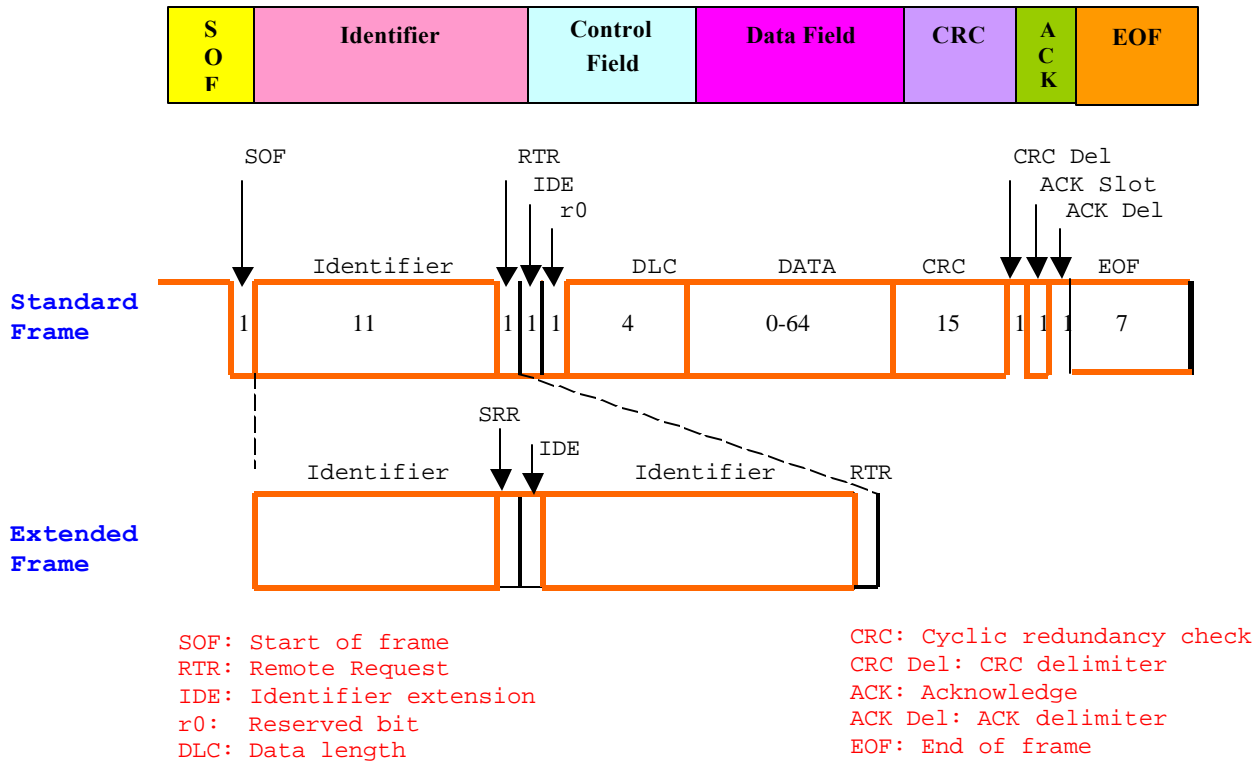 S O F Identifier Control Field Data Field CRC A C K EOF
SOF RTR CRC Del
IDE ACK Slot
r0 ACK Del
Identifier DLC DATA CRC EOF
Standard Frame
1 11 1 1 1 4 0-64 15 1 1 1 7
SRR
IDE
Identifier Identifier RTR
Extended Frame
SOF: Start of frame
RTR: Remote Request
IDE: Identifier extension
r0: Reserved bit
DLC: Data length
CRC: Cyclic redundancy check
CRC Del: CRC delimiter
ACK: Acknowledge
ACK Del: ACK delimiter
EOF: End of frame